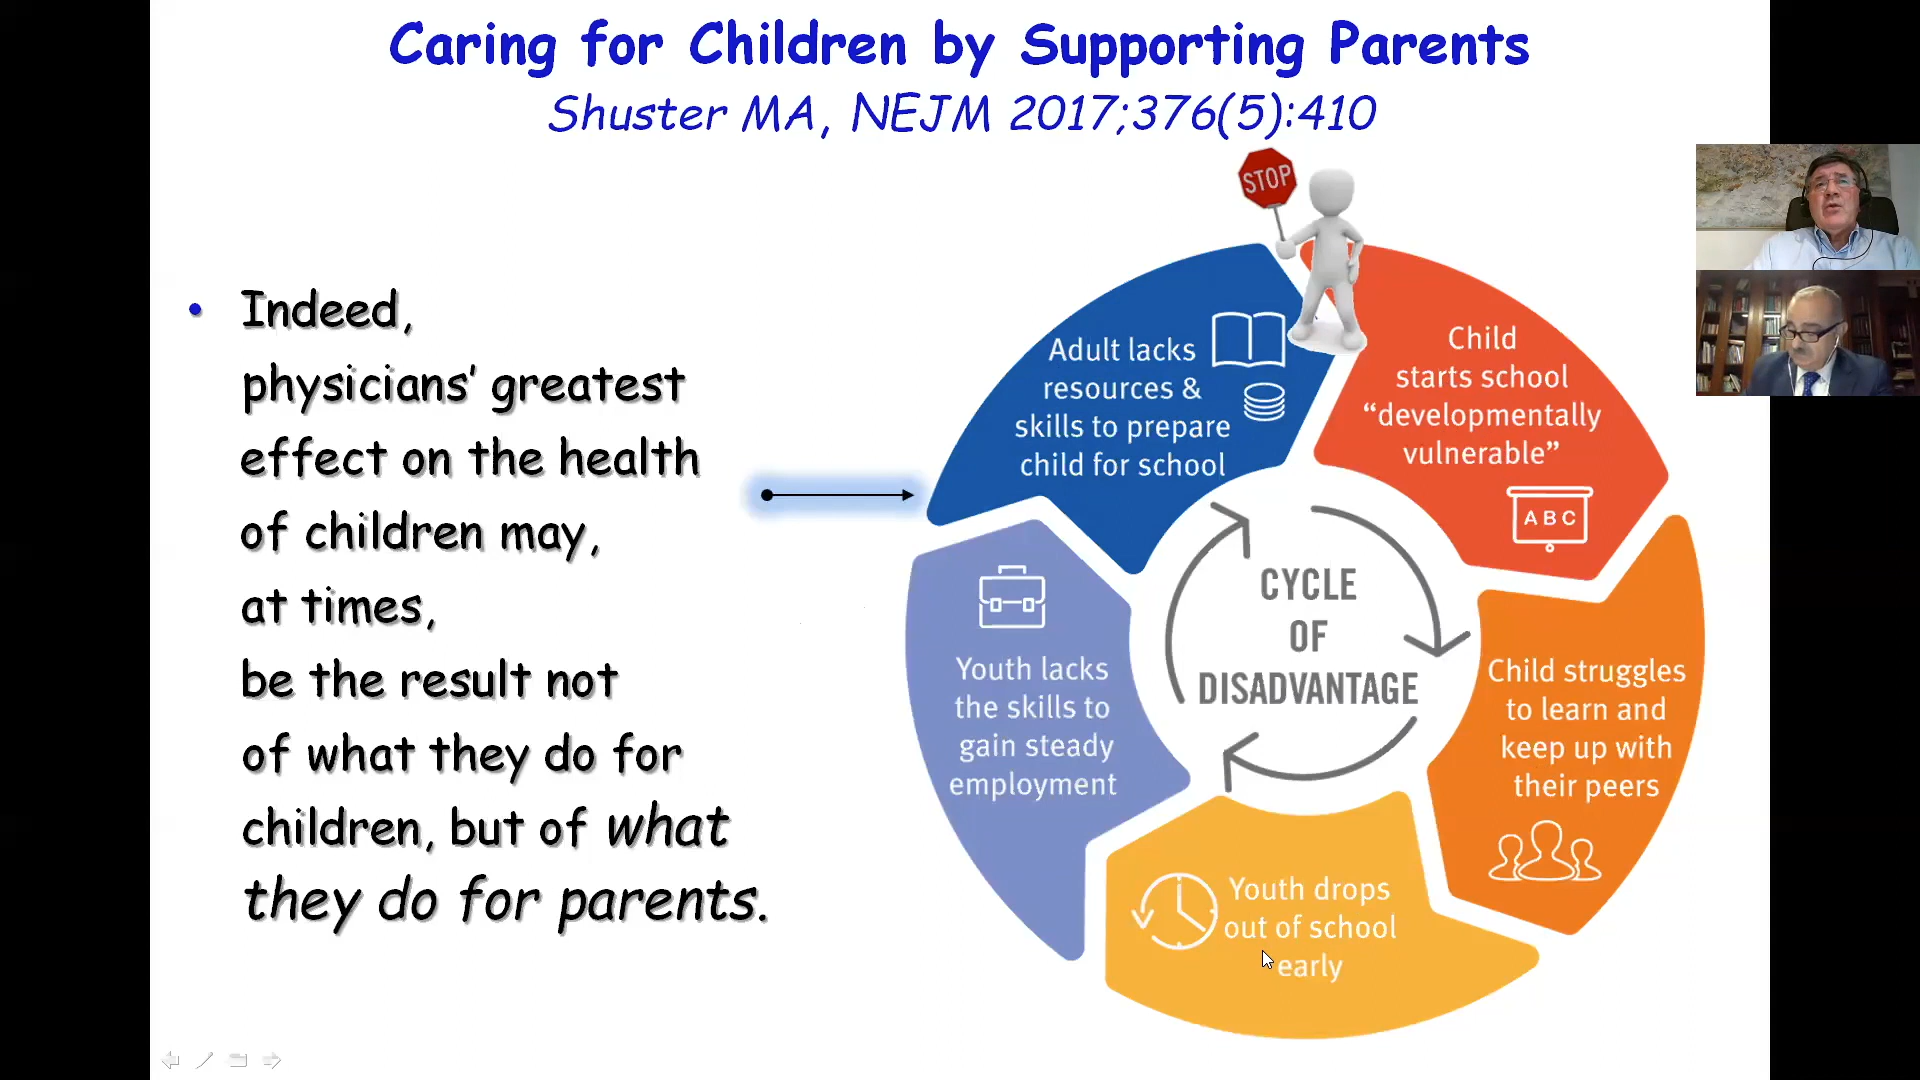 Caring for Children by Supporting Parents
Shuster MA, NEJM 2017;376(5):410
• Indeed,
physicians’ greatest
effect on the health
of children may,
at times,
be the result not
of what they do for
children, but of what
they do for parents.
STOP
Adult lacks
resources &
skills to prepare
child for school
Child
starts school
“developmentally
vulnerable”
ABC
Child struggles
to learn and
keep up with
their peers
Youth drops
out of school
early
Youth lacks
the skills to
gain steady
employment
CYCLE
OF
DISADVANTAGE